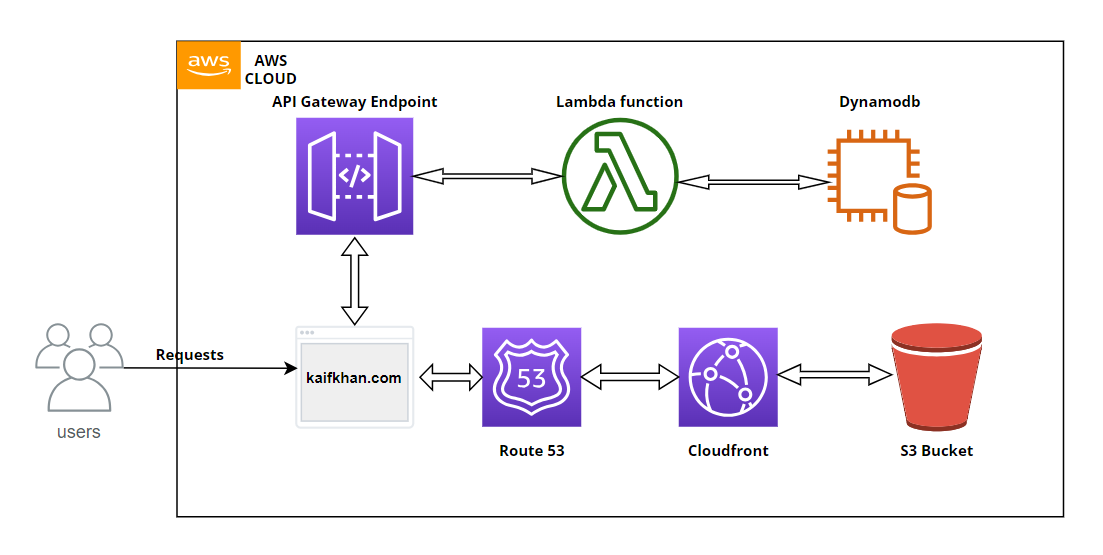 aws
AWS
CLOUD
API Gateway Endpoint
Lambda function
Dynamodb
</>
Requests
kaifkhan.com
53
users
Route 53
Cloudfront
S3 Bucket